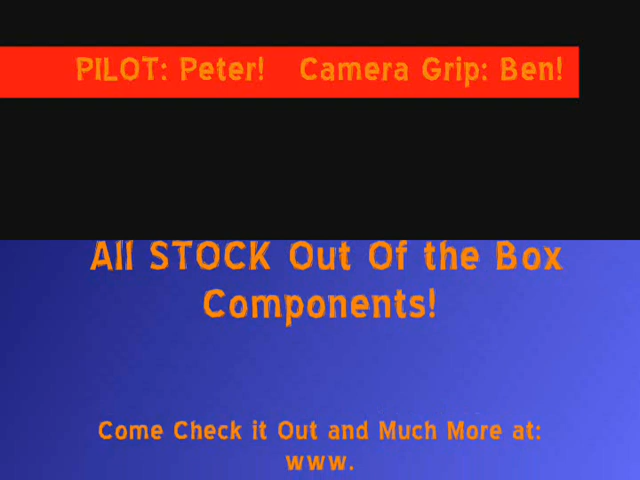 PILOT: Peter! Camera Grip: Ben!
All STOCK Out Of the Box
Components!
Come Check it Out and Much More at:
www.